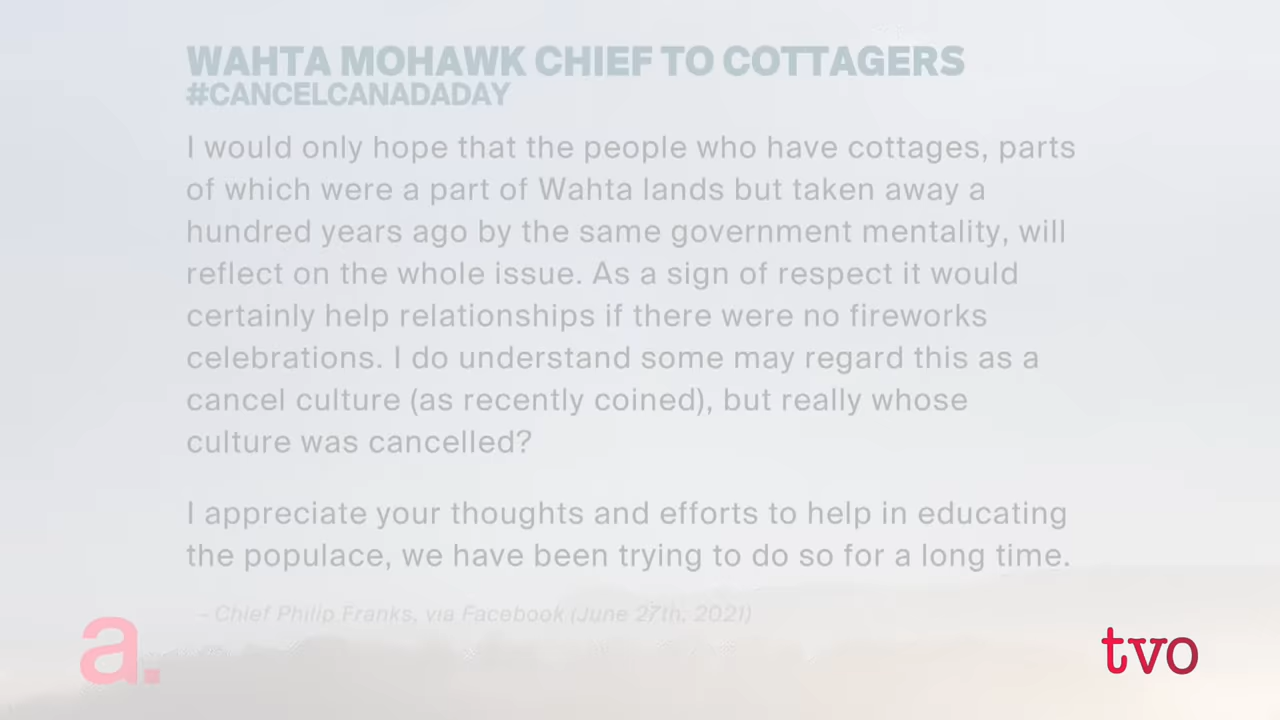 WAHTA MOHAWK CHIEF TO COTTAGERS
#CANCELCANADADAY
I would only hope that the people who have cottages, parts
of which were a part of Wahta lands but taken away a
hundred years ago by the same government mentality, will
reflect on the whole issue. As a sign of respect it would
certainly help relationships if there were no fireworks
celebrations. I do understand some may regard this as a
cancel culture (as recently coined), but really whose
culture was cancelled?
I appreciate your thoughts and efforts to help in educating
the populace, we have been trying to do so for a long time.
– Chief Philip Franks, via Facebook (June 27th, 2021)
a.
tvo